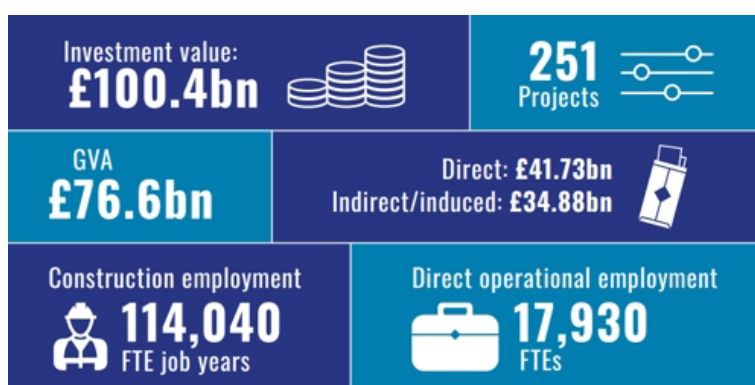 Investment value:
£100.4bn
251
Projects
GVA
£76.6bn
Direct: £41.73bn
Indirect/induced: £34.88bn
Construction employment
114,040
FTE job years
Direct operational employment
17,930
FTEs